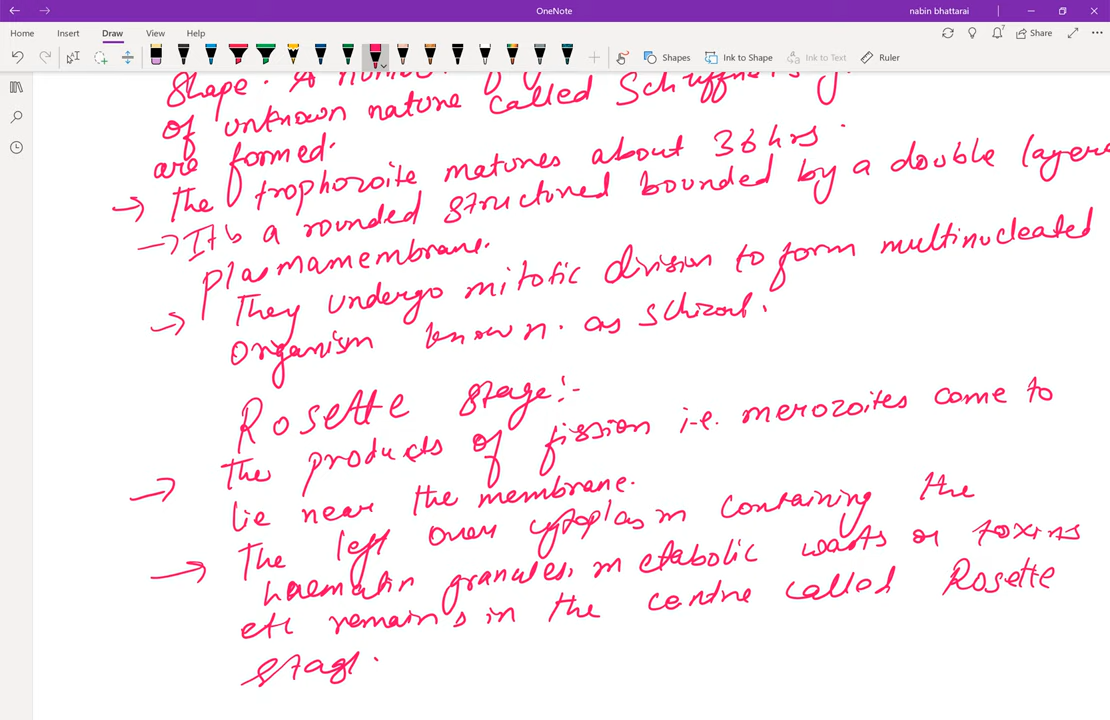 OneNote
nabin bhattarai
Home Insert Draw View Help
Share
Shapes Ink to Shape Ink to Text Ruler
Shape. A
of unknown nature called Schuffner's
are formed.
→ The trophozoite matures about 36 hrs.
→ It's a rounded structured bounded by a double layere
plasmamembrane.
→ They undergo mitotic division to form multinucleated
organism known. as schizont.
Rosette stage:-
→ The products of fission i.e. merozoites come to
lie near the membrane.
→ The left over cytoplasm containing the
haematin granules, metabolic wasts or toxins
etc remain's in the centre called Rosette
stage.